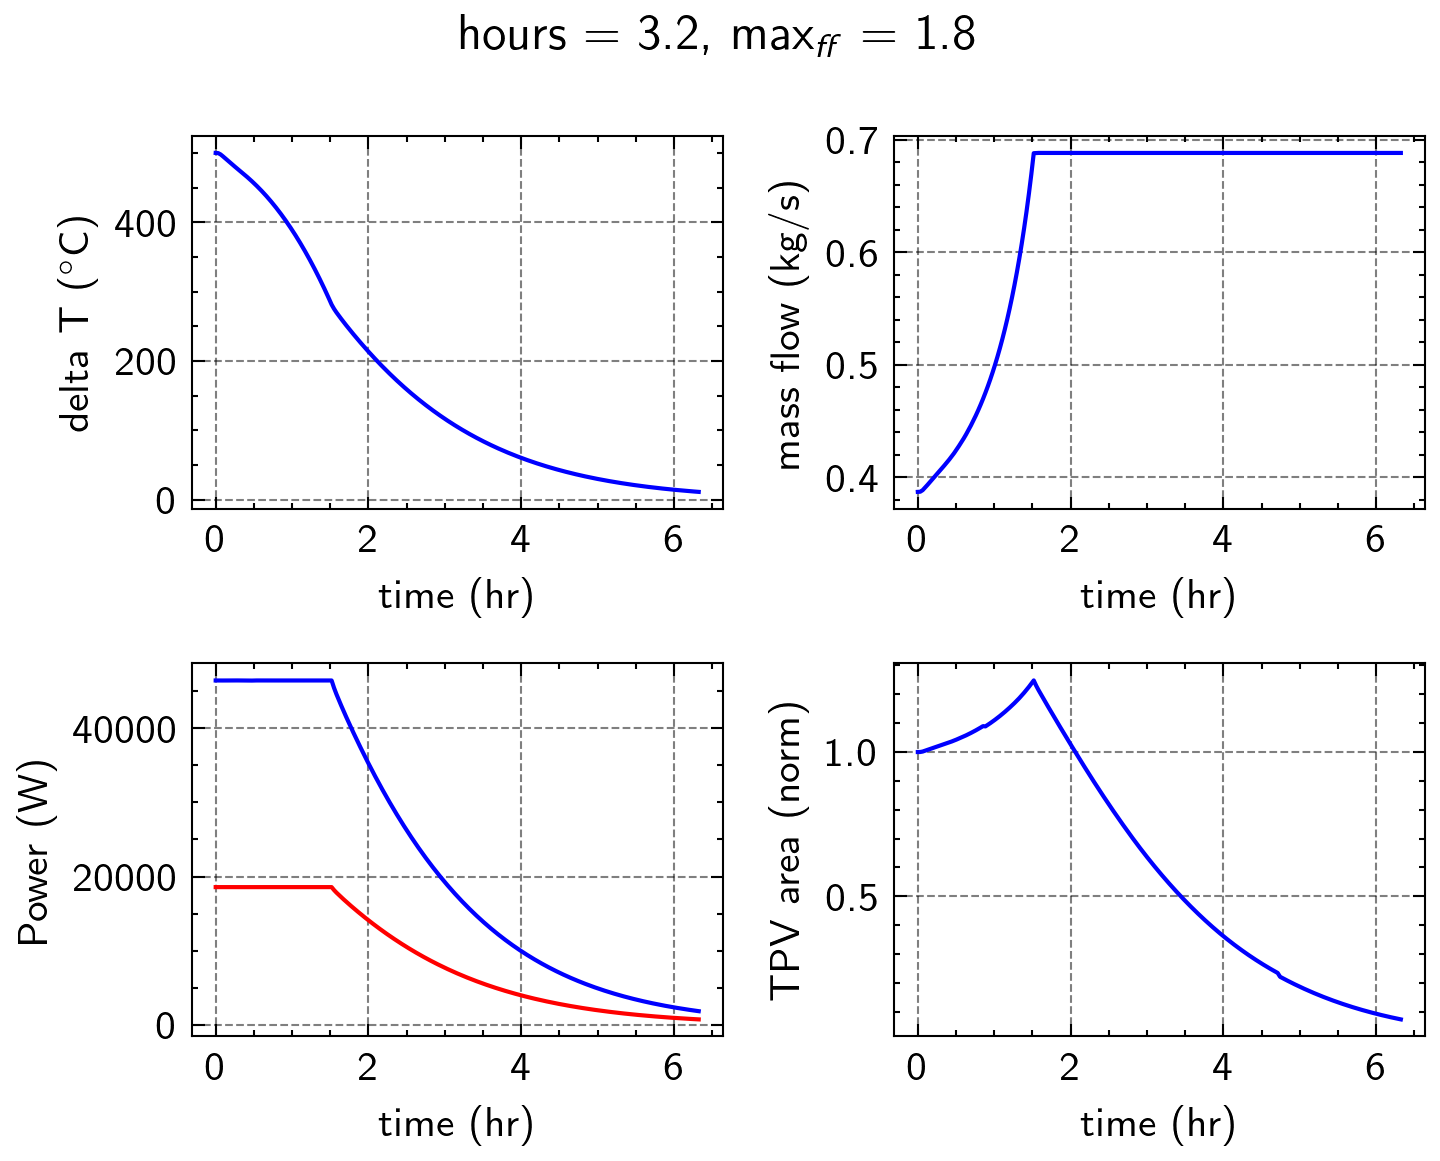 hours = 3.2, max_ff = 1.8
delta T (°C)
400
200
0
0 2 4 6
time (hr)
mass flow (kg/s)
0.7
0.6
0.5
0.4
0 2 4 6
time (hr)
Power (W)
40000
20000
0
0 2 4 6
time (hr)
TPV area (norm)
1.0
0.5
0 2 4 6
time (hr)